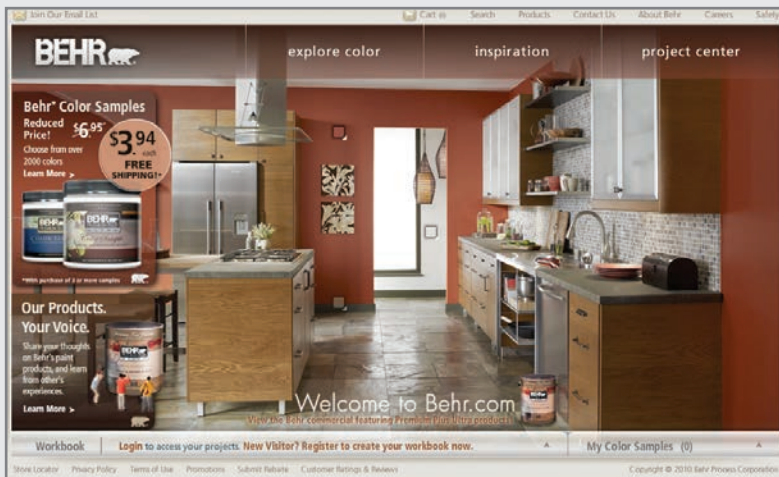 Join Our Email List
Cart (0) Search Products Contact Us About Behr Careers Safety
BEHR
explore color inspiration project center
Behr® Color Samples
Reduced
Price! $6.95
Choose from over
2000 colors
Learn More >
$3.94
each
FREE
SHIPPING!*
BEHR
BEHR
*With purchase of 3 or more samples
Our Products.
Your Voice.
Share your thoughts
on Behr's paint
products, and learn
from other's
experiences.
Learn More >
BEHR
Welcome to Behr.com
View the Behr commercial featuring Premium Plus Ultra products
Workbook Login to access your projects. New Visitor? Register to create your workbook now. My Color Samples (0)
Store Locator Privacy Policy Terms of Use Promotions Submit Rebate Customer Ratings & Reviews Copyright © 2010 Behr Process Corporation